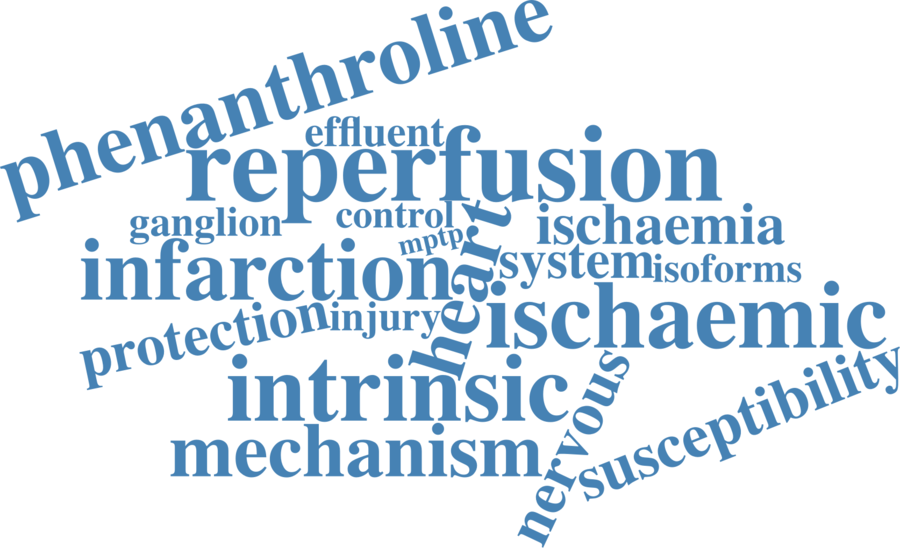 phenanthroline
effluent
reperfusion
ganglion
control
ischaemia
mptp
heart
infarction
system
isoforms
protection
injury
ischaemic
intrinsic
nervous
susceptibility
mechanism